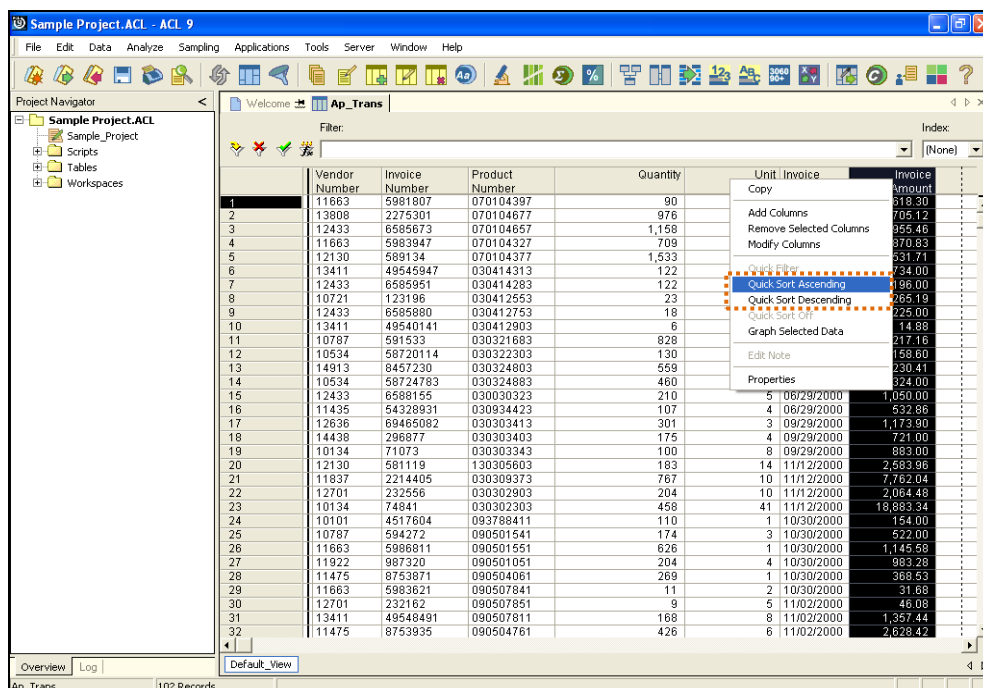 Sample Project.ACL - ACL 9
File Edit Data Analyze Sampling Applications Tools Server Window Help
Project Navigator <
Welcome Ap_Trans
Sample Project.ACL
Sample_Project
Scripts
Tables
Workspaces
Filter: Index:
(None)
Vendor Number Invoice Number Product Number Quantity Unit Invoice Invoice Amount
1 11663 5981807 070104397 90 618.30
2 13808 2275301 070104677 976 705.12
3 12433 6585673 070104657 1,158 955.46
4 11663 5983947 070104327 709 870.83
5 12130 589134 070104377 1,533 531.71
6 13411 49545947 030414313 122 734.00
7 12433 6585951 030414283 122 196.00
8 10721 123196 030412553 23 265.19
9 12433 6585880 030412753 18 225.00
10 13411 49540141 030412903 6 14.88
11 10787 591533 030321683 828 217.16
12 10534 58720114 030322303 130 158.60
13 14913 8457230 030324803 559 230.41
14 10534 58724783 030324883 460 324.00
15 12433 6588155 030030323 210 5 06/29/2000 1,050.00
16 11435 54328931 030934423 107 4 06/29/2000 532.86
17 12636 69465082 030303413 301 3 09/29/2000 1,173.90
18 14438 296877 030303403 175 4 09/29/2000 721.00
19 10134 71073 030303343 100 8 09/29/2000 883.00
20 12130 581119 130305603 183 14 11/12/2000 2,583.96
21 11837 2214405 030309373 767 10 11/12/2000 7,762.04
22 12701 232556 030302903 204 10 11/12/2000 2,064.48
23 10134 74841 030302303 458 41 11/12/2000 18,883.34
24 10101 4517604 093788411 110 1 10/30/2000 154.00
25 10787 594272 090501541 174 3 10/30/2000 522.00
26 11663 5986811 090501551 626 1 10/30/2000 1,145.58
27 11922 987320 090501051 204 4 10/30/2000 983.28
28 11475 8753871 090504061 269 1 10/30/2000 368.53
29 11663 5983621 090507841 11 2 10/30/2000 31.68
30 12701 232162 090507851 9 5 11/02/2000 46.08
31 13411 49548491 090507811 168 8 11/02/2000 1,357.44
32 11475 8753935 090504761 426 6 11/02/2000 2,628.42
Copy
Add Columns
Remove Selected Columns
Modify Columns
Quick Filter
Quick Sort Ascending
Quick Sort Descending
Quick Sort Off
Graph Selected Data
Edit Note
Properties
Overview Log
Default_View
Ap_Trans 102 Records